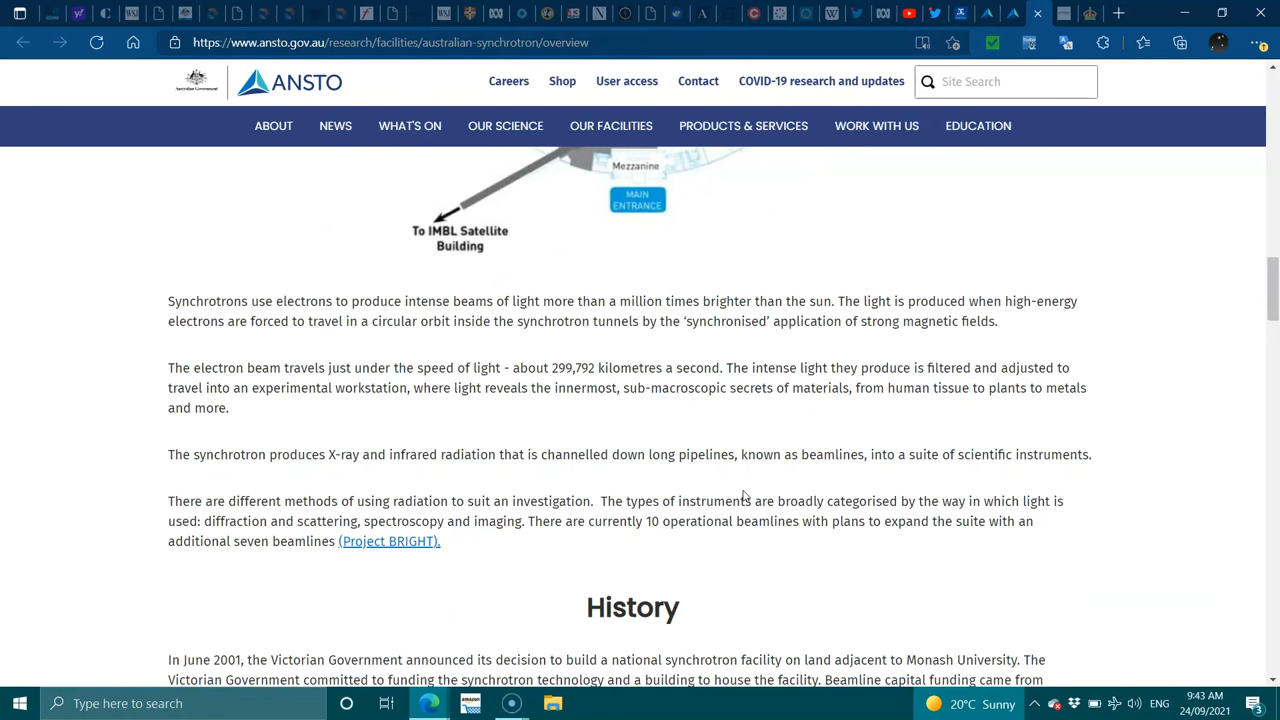 https://www.ansto.gov.au/research/facilities/australian-synchrotron/overview
Australian Government
ANSTO
Careers Shop User access Contact COVID-19 research and updates Site Search
ABOUT NEWS WHAT'S ON OUR SCIENCE OUR FACILITIES PRODUCTS & SERVICES WORK WITH US EDUCATION
Mezzanine
MAIN
ENTRANCE
To IMBL Satellite
Building
Synchrotrons use electrons to produce intense beams of light more than a million times brighter than the sun. The light is produced when high-energy
electrons are forced to travel in a circular orbit inside the synchrotron tunnels by the ‘synchronised’ application of strong magnetic fields.
The electron beam travels just under the speed of light - about 299,792 kilometres a second. The intense light they produce is filtered and adjusted to
travel into an experimental workstation, where light reveals the innermost, sub-macroscopic secrets of materials, from human tissue to plants to metals
and more.
The synchrotron produces X-ray and infrared radiation that is channelled down long pipelines, known as beamlines, into a suite of scientific instruments.
There are different methods of using radiation to suit an investigation.  The types of instruments are broadly categorised by the way in which light is
used: diffraction and scattering, spectroscopy and imaging. There are currently 10 operational beamlines with plans to expand the suite with an
additional seven beamlines (Project BRIGHT).
History
In June 2001, the Victorian Government announced its decision to build a national synchrotron facility on land adjacent to Monash University. The
Victorian Government committed to funding the synchrotron technology and a building to house the facility. Beamline capital funding came from
Type here to search
20°C Sunny
ENG
9:43 AM
24/09/2021
3